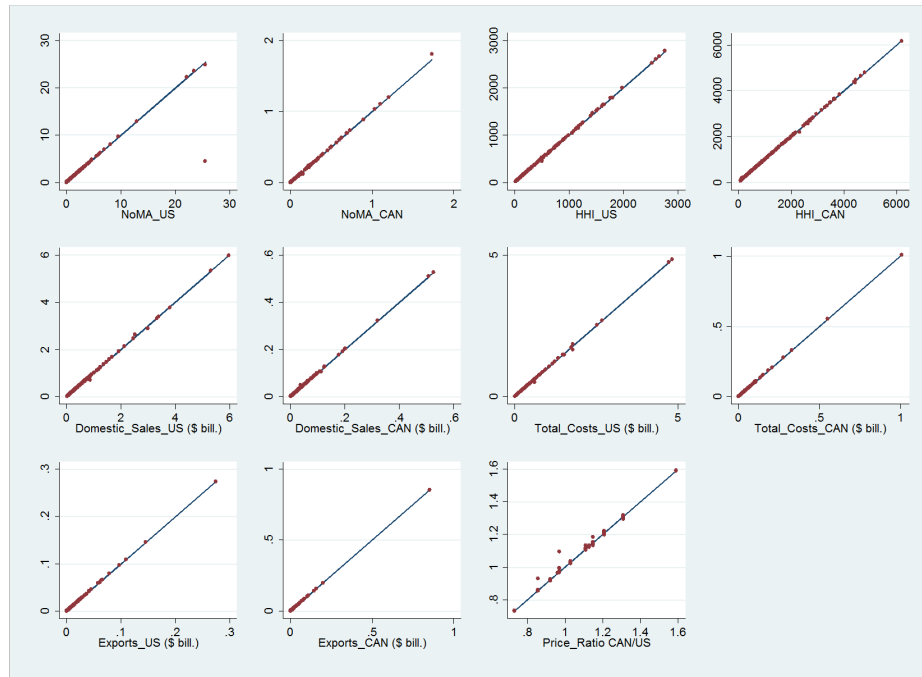 30
20
10
0
0 10 20 30
NoMA_US
2
1
0
0 1 2
NoMA_CAN
3000
2000
1000
0
0 1000 2000 3000
HHI_US
6000
4000
2000
0
0 2000 4000 6000
HHI_CAN
6
4
2
0
0 2 4 6
Domestic_Sales_US ($ bill.)
.6
.4
.2
0
0 .2 .4 .6
Domestic_Sales_CAN ($ bill.)
5
0
0 5
Total_Costs_US ($ bill.)
1
.5
0
0 .5 1
Total_Costs_CAN ($ bill.)
.3
.2
.1
0
0 .1 .2 .3
Exports_US ($ bill.)
1
.5
0
0 .5 1
Exports_CAN ($ bill.)
1.6
1.4
1.2
1
.8
.8 1 1.2 1.4 1.6
Price_Ratio CAN/US